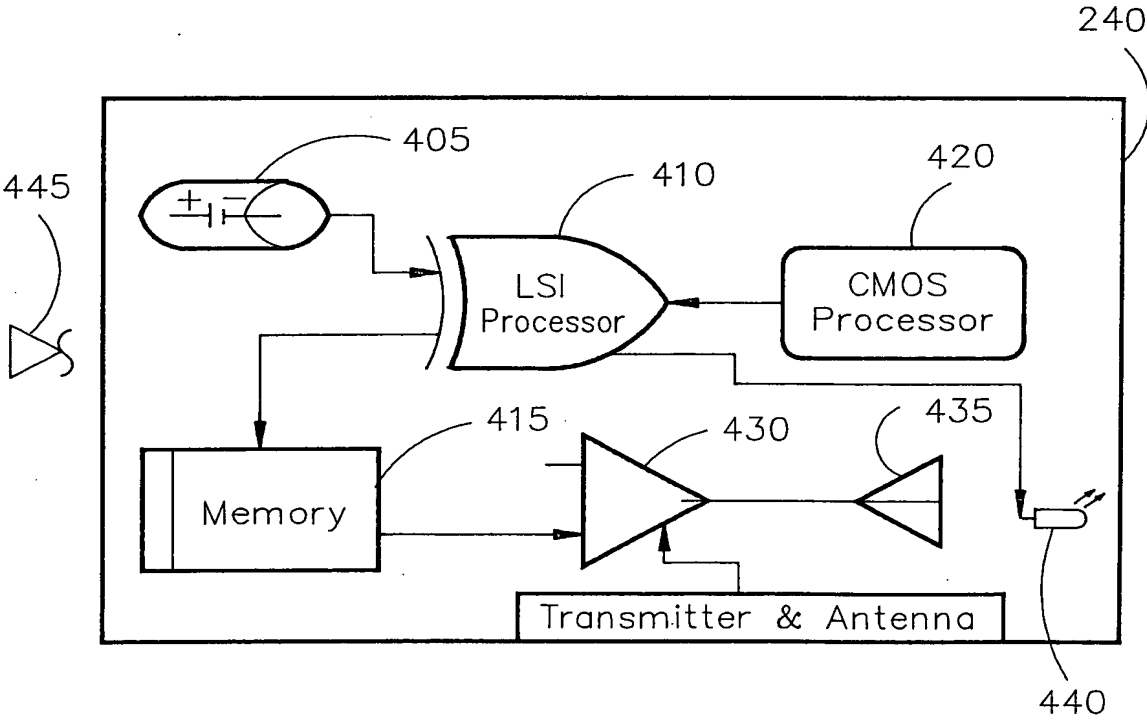 240
405
410
420
445
+ −
LSI
Processor
CMOS
Processor
415
430
435
Memory
Transmitter & Antenna
440